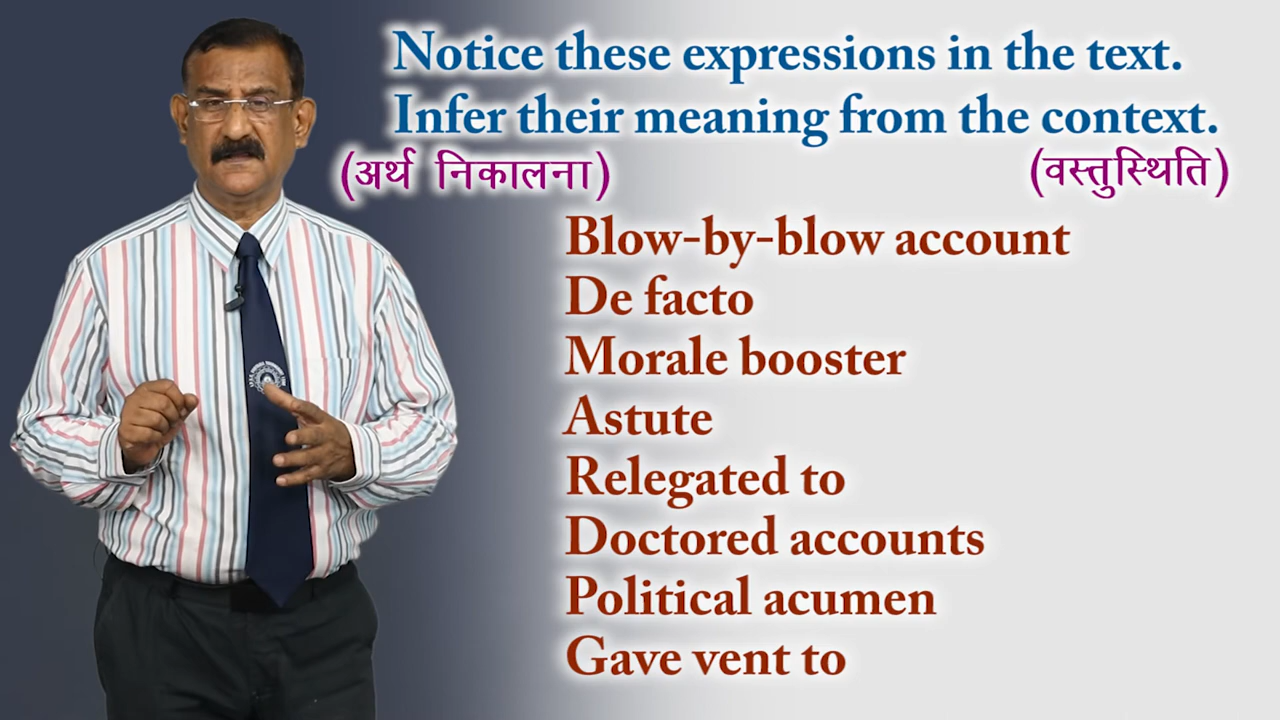 Notice these expressions in the text.
Infer their meaning from the context.
(अर्थ निकालना) (वस्तुस्थिति)
Blow-by-blow account
De facto
Morale booster
Astute
Relegated to
Doctored accounts
Political acumen
Gave vent to